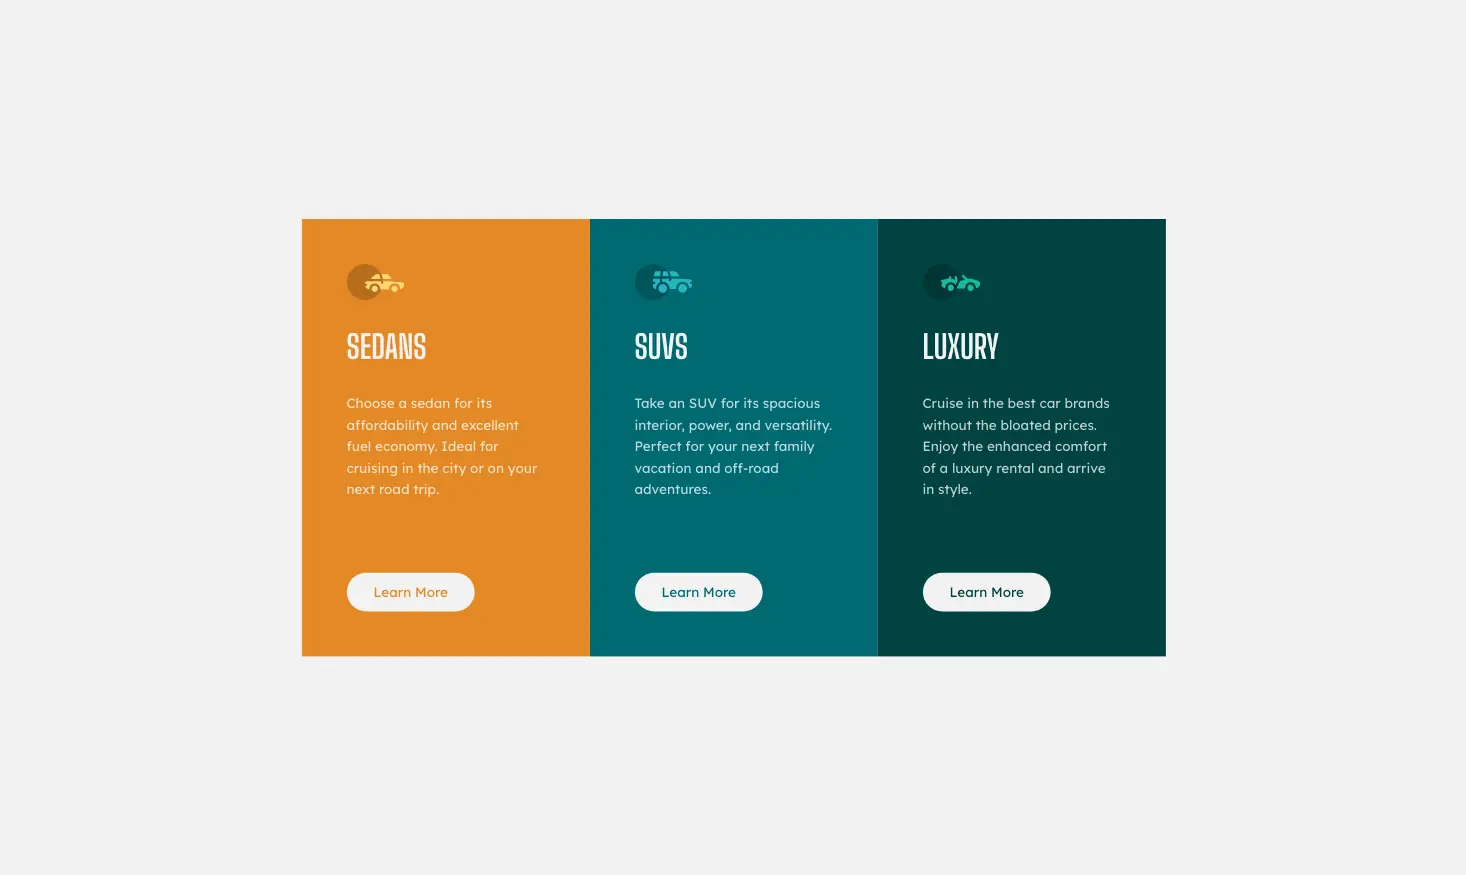 SEDANS
Choose a sedan for its
affordability and excellent
fuel economy. Ideal for
cruising in the city or on your
next road trip.
Learn More
SUVS
Take an SUV for its spacious
interior, power, and versatility.
Perfect for your next family
vacation and off-road
adventures.
Learn More
LUXURY
Cruise in the best car brands
without the bloated prices.
Enjoy the enhanced comfort
of a luxury rental and arrive
in style.
Learn More